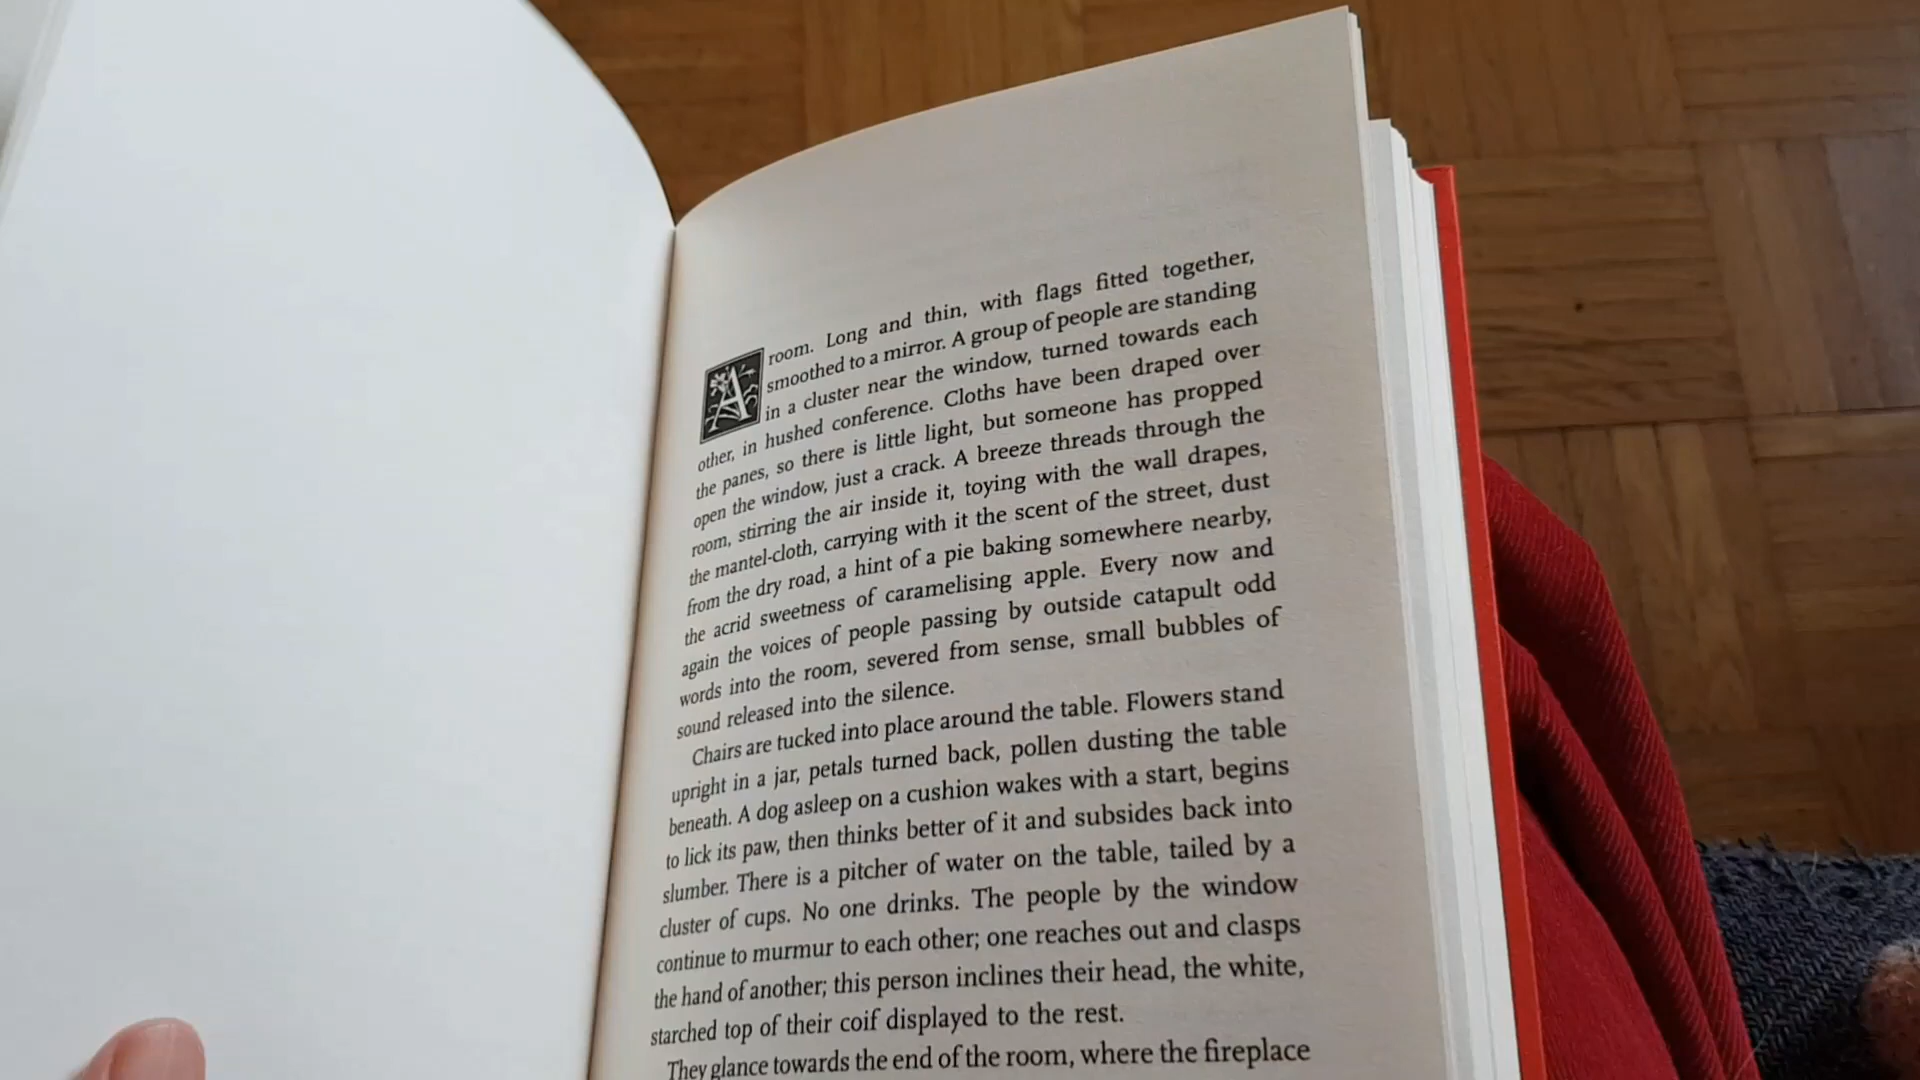 A room. Long and thin, with flags fitted together,
smoothed to a mirror. A group of people are standing
in a cluster near the window, turned towards each
other, in hushed conference. Cloths have been draped over
the panes, so there is little light, but someone has propped
open the window, just a crack. A breeze threads through the
room, stirring the air inside it, toying with the wall drapes,
the mantel-cloth, carrying with it the scent of the street, dust
from the dry road, a hint of a pie baking somewhere nearby,
the acrid sweetness of caramelising apple. Every now and
again the voices of people passing by outside catapult odd
words into the room, severed from sense, small bubbles of
sound released into the silence.
Chairs are tucked into place around the table. Flowers stand
upright in a jar, petals turned back, pollen dusting the table
beneath. A dog asleep on a cushion wakes with a start, begins
to lick its paw, then thinks better of it and subsides back into
slumber. There is a pitcher of water on the table, tailed by a
cluster of cups. No one drinks. The people by the window
continue to murmur to each other; one reaches out and clasps
the hand of another; this person inclines their head, the white,
starched top of their coif displayed to the rest.
They glance towards the end of the room, where the fireplace